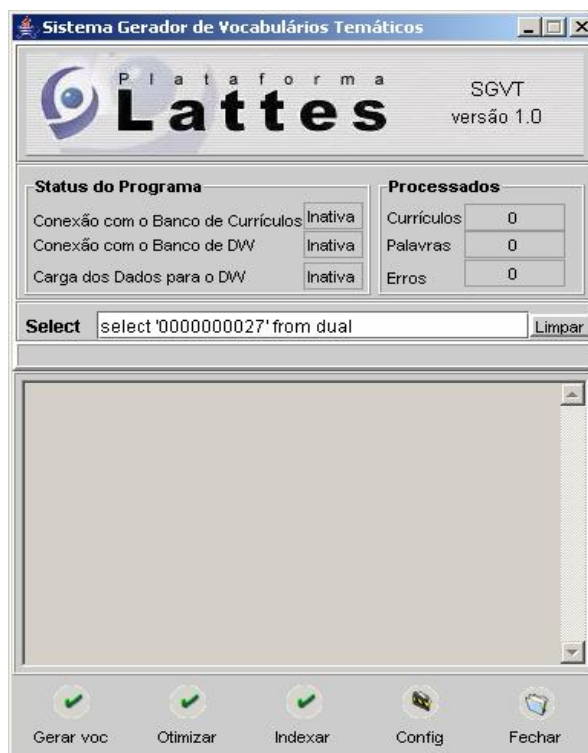 Sistema Gerador de Vocabulários Temáticos
Plataforma
Lattes
SGVT
versão 1.0
Status do Programa
Conexão com o Banco de Currículos Inativa
Conexão com o Banco de DW Inativa
Carga dos Dados para o DW Inativa
Processados
Currículos 0
Palavras 0
Erros 0
Select select '0000000027' from dual Limpar
Gerar voc Otimizar Indexar Config Fechar